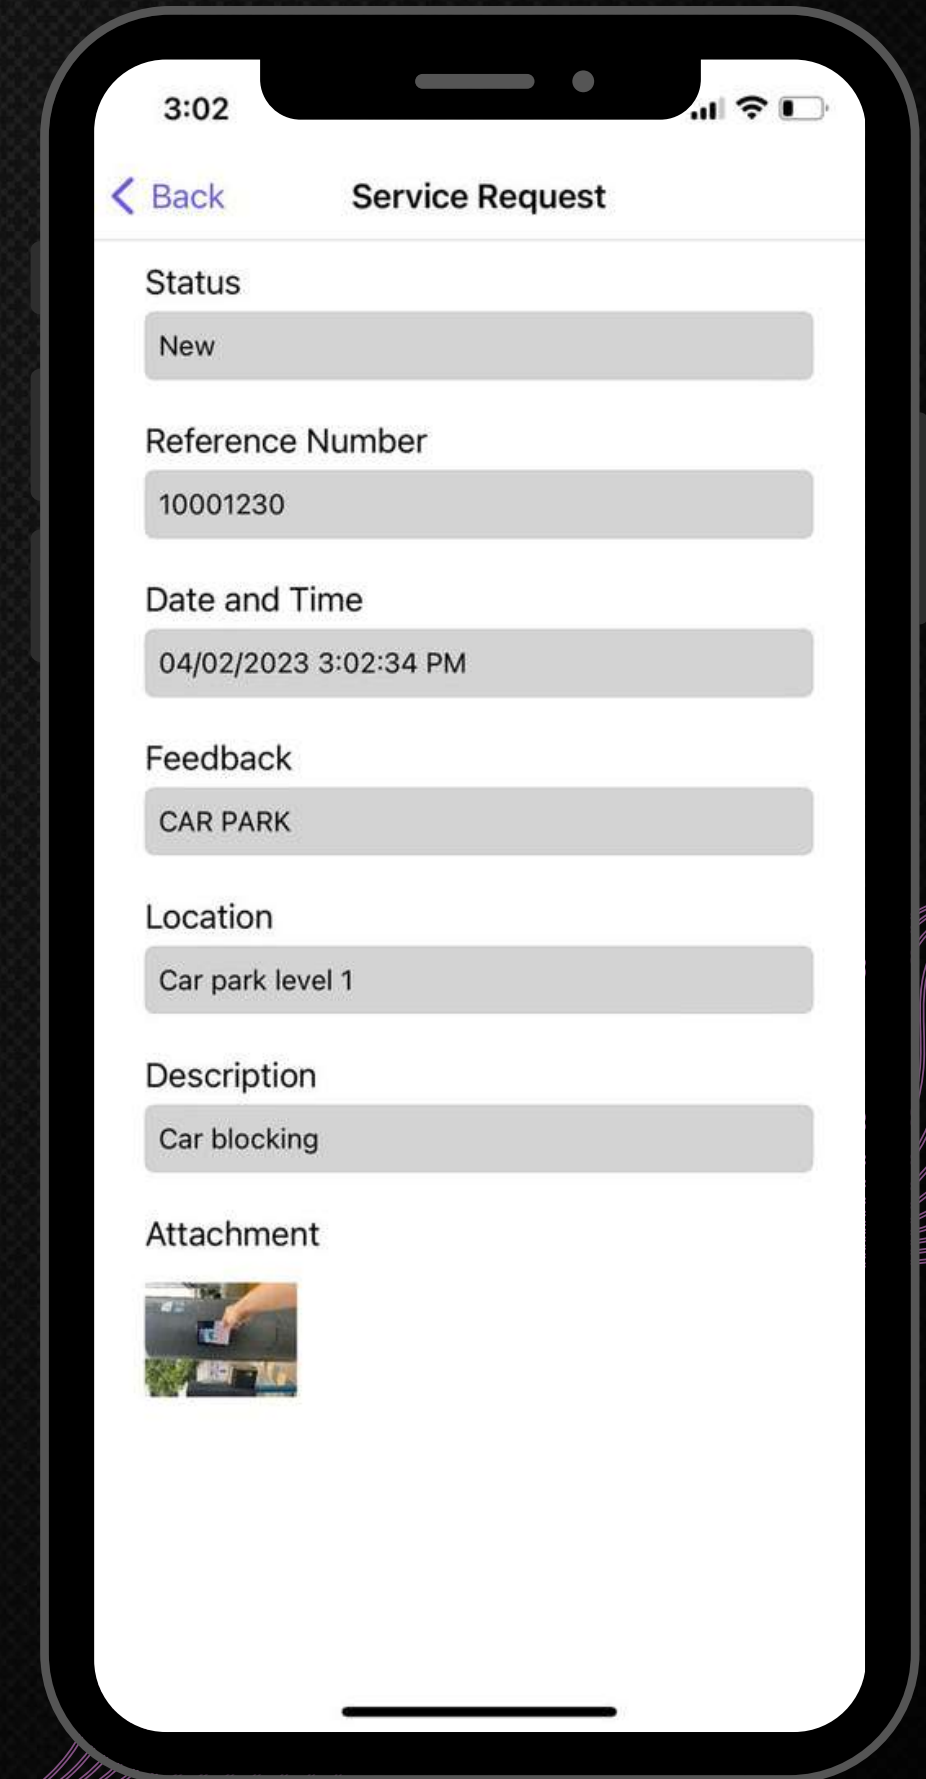 3:02
Back
Service Request
Status
New
Reference Number
10001230
Date and Time
04/02/2023 3:02:34 PM
Feedback
CAR PARK
Location
Car park level 1
Description
Car blocking
Attachment